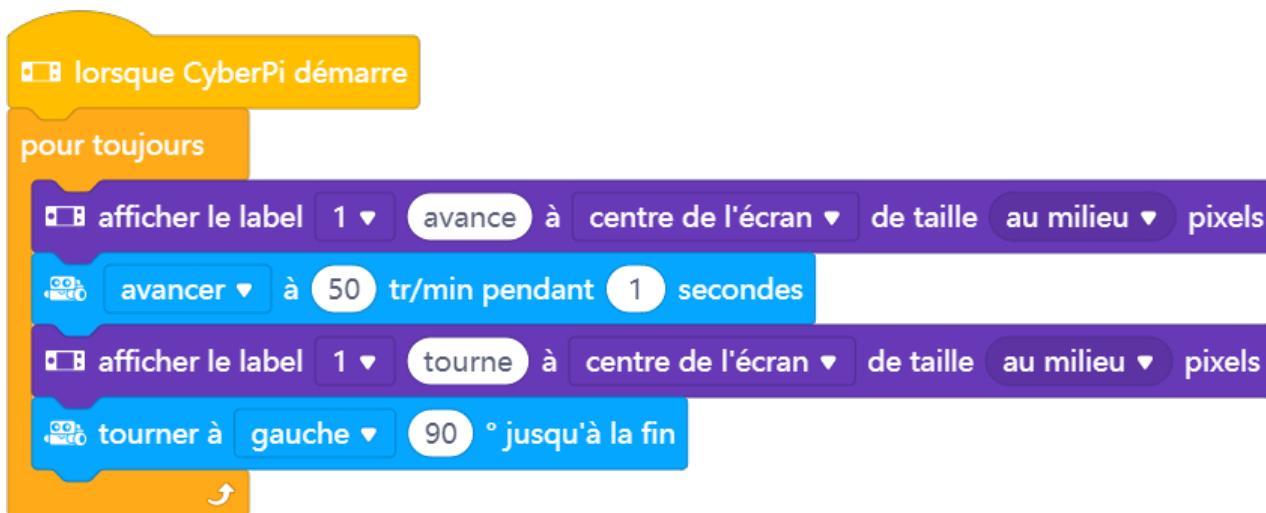 lorsque CyberPi démarre
pour toujours
afficher le label 1 avance à centre de l'écran de taille au milieu pixels
avancer à 50 tr/min pendant 1 secondes
afficher le label 1 tourne à centre de l'écran de taille au milieu pixels
tourner à gauche 90 ° jusqu'à la fin